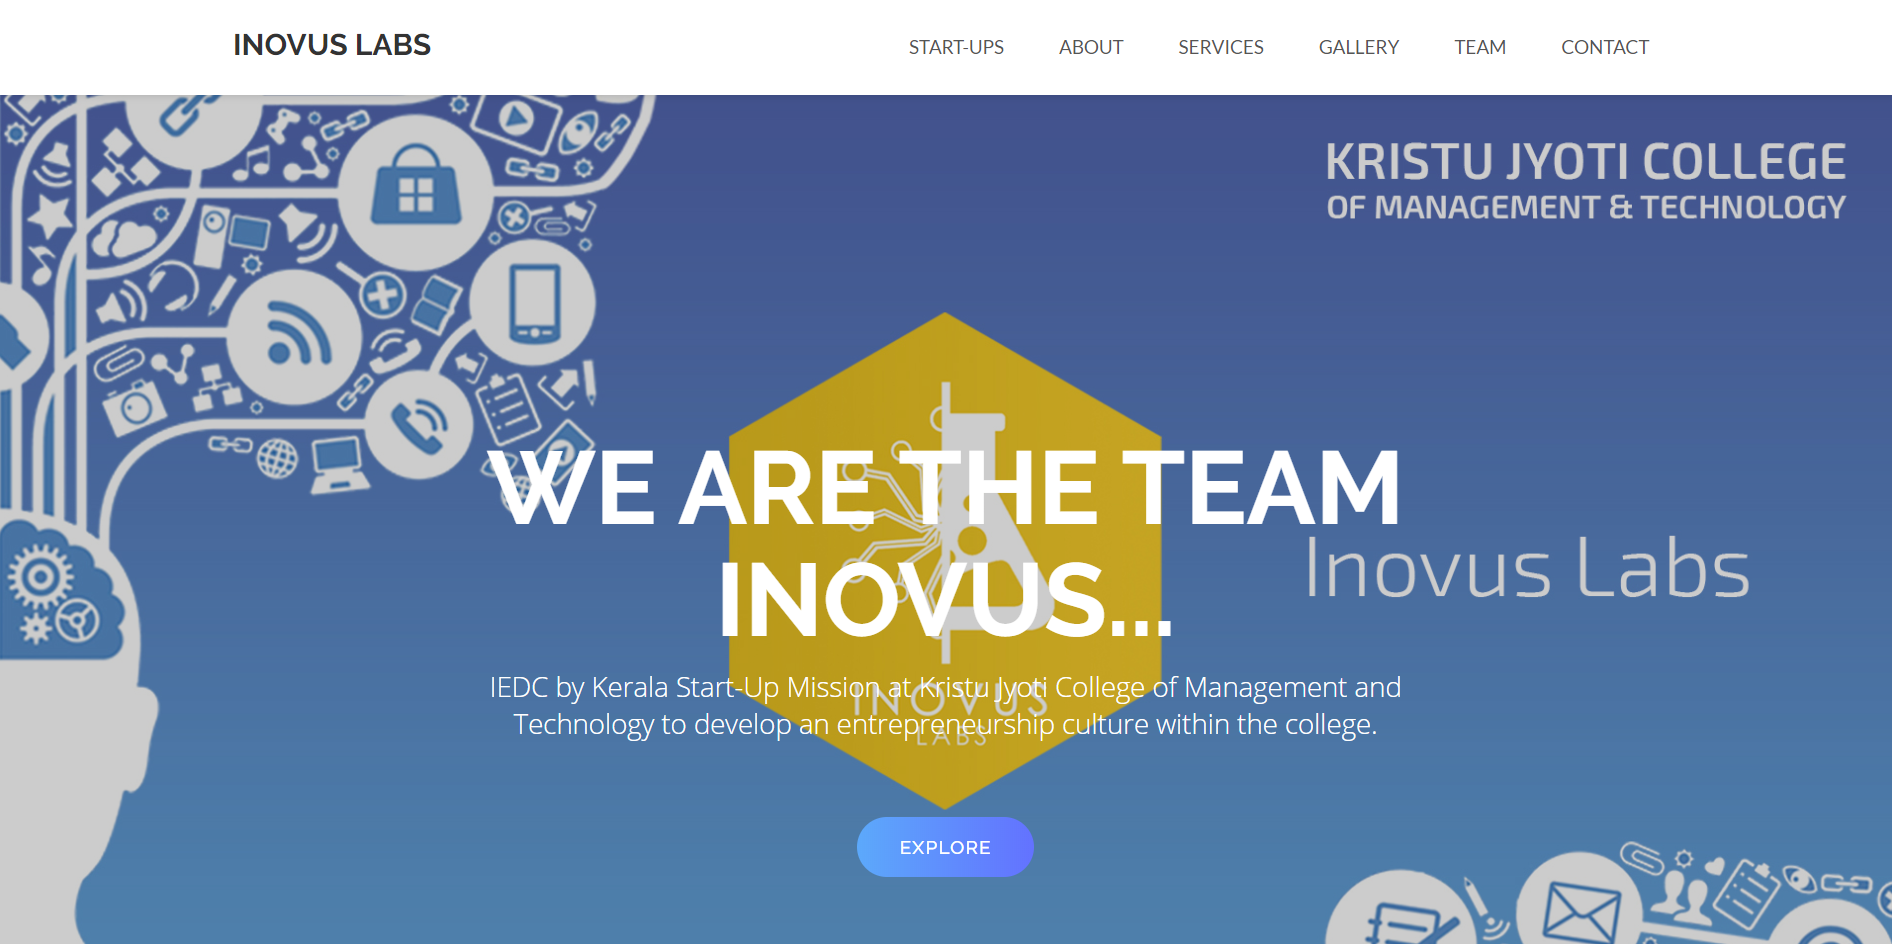 INOVUS LABS
START-UPS ABOUT SERVICES GALLERY TEAM CONTACT
KRISTU JYOTI COLLEGE
OF MANAGEMENT & TECHNOLOGY
WE ARE THE TEAM
INOVUS...
Inovus Labs
IEDC by Kerala Start-Up Mission at Kristu Jyoti College of Management and
Technology to develop an entrepreneurship culture within the college.
INOVUS
LABS
EXPLORE